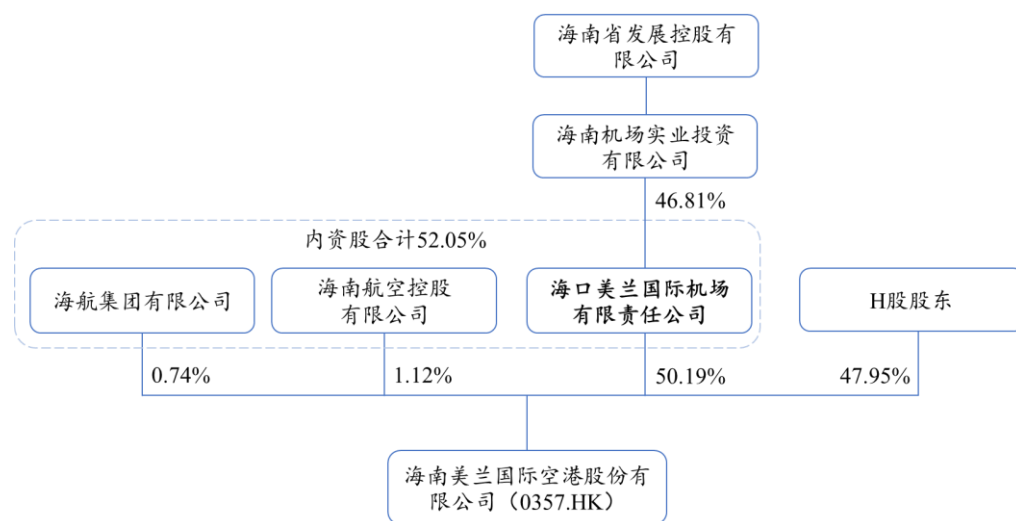 海南省发展控股有
限公司
海南机场实业投资
有限公司
46.81%
内资股合计52.05%
海航集团有限公司
海南航空控股
有限公司
海口美兰国际机场
有限责任公司
H股股东
0.74%
1.12%
50.19%
47.95%
海南美兰国际空港股份有
限公司（0357.HK）